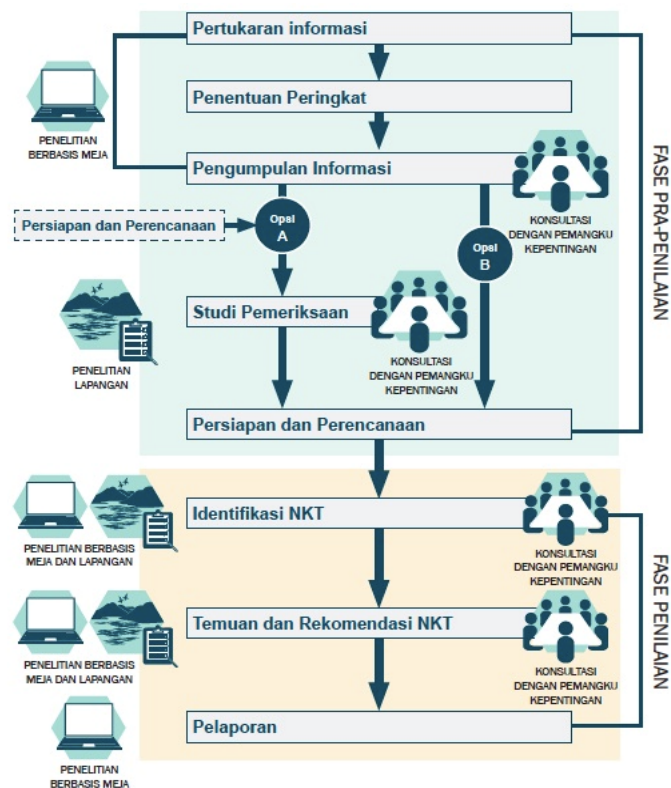 Pertukaran informasi
Penentuan Peringkat
PENELITIAN
BERBASIS MEJA
Pengumpulan Informasi
KONSULTASI
DENGAN PEMANGKU
KEPENTINGAN
Persiapan dan Perencanaan
Opsi
A
Opsi
B
FASE PRA-PENILAIAN
Studi Pemeriksaan
PENELITIAN
LAPANGAN
KONSULTASI
DENGAN PEMANGKU
KEPENTINGAN
Persiapan dan Perencanaan
Identifikasi NKT
PENELITIAN BERBASIS
MEJA DAN LAPANGAN
KONSULTASI
DENGAN PEMANGKU
KEPENTINGAN
FASE PENILAIAN
Temuan dan Rekomendasi NKT
PENELITIAN BERBASIS
MEJA DAN LAPANGAN
KONSULTASI
DENGAN PEMANGKU
KEPENTINGAN
Pelaporan
PENELITIAN
BERBASIS MEJA